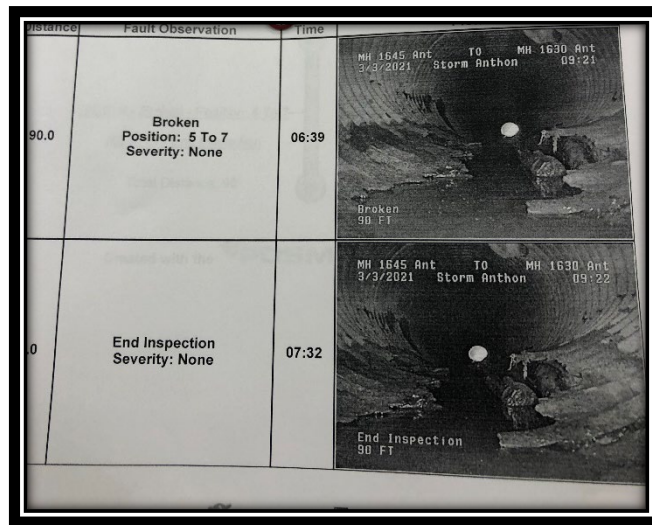 Distance Fault Observation Time
90.0
Broken
Position: 5 To 7
Severity: None
06:39
MH 1645 Ant TO MH 1630 Ant
3/3/2021 Storm Anthon 09:21
Broken
90 FT
.0
End Inspection
Severity: None
07:32
MH 1645 Ant TO MH 1630 Ant
3/3/2021 Storm Anthon 09:22
End Inspection
90 FT